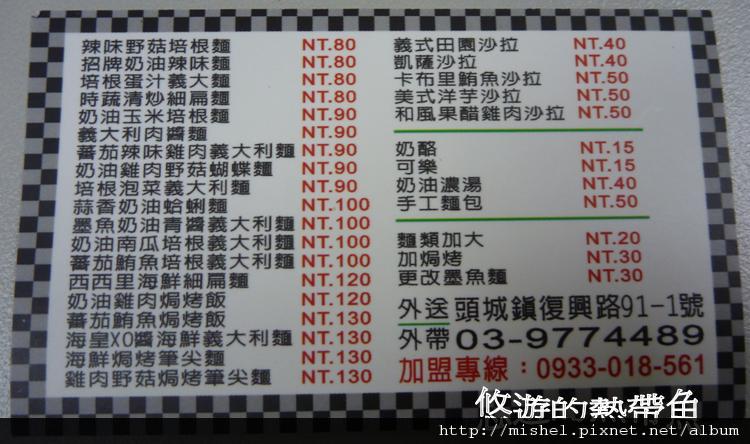 辣味野菇培根麵 NT.80
招牌奶油辣味麵 NT.80
培根蛋汁義大麵 NT.80
時蔬清炒細扁麵 NT.80
奶油玉米培根麵 NT.90
義大利肉醬麵 NT.90
蕃茄辣味雞肉義大利麵 NT.90
奶油雞肉野菇蝴蝶麵 NT.90
培根泡菜義大利麵 NT.90
蒜香奶油蛤蜊麵 NT.100
墨魚奶油青醬義大利麵 NT.100
奶油南瓜培根義大利麵 NT.100
蕃茄鮪魚培根義大利麵 NT.100
西西里海鮮細扁麵 NT.120
奶油雞肉焗烤飯 NT.130
蕃茄鮪魚焗烤飯 NT.130
海皇XO醬海鮮義大利麵 NT.130
海鮮焗烤筆尖麵 NT.130
雞肉野菇焗烤筆尖麵 NT.130
義式田園沙拉 NT.40
凱薩沙拉 NT.40
卡布里鮪魚沙拉 NT.50
美式洋芋沙拉 NT.50
和風果醋雞肉沙拉 NT.50
奶酪 NT.15
可樂 NT.15
奶油濃湯 NT.40
手工麵包 NT.50
麵類加大 NT.20
加焗烤 NT.30
更改墨魚麵 NT.30
外送 頭城鎮復興路91-1號
外帶 03-9774489
加盟專線：0933-018-561
悠游的熱帶魚
http://mishel.pixnet.net/album